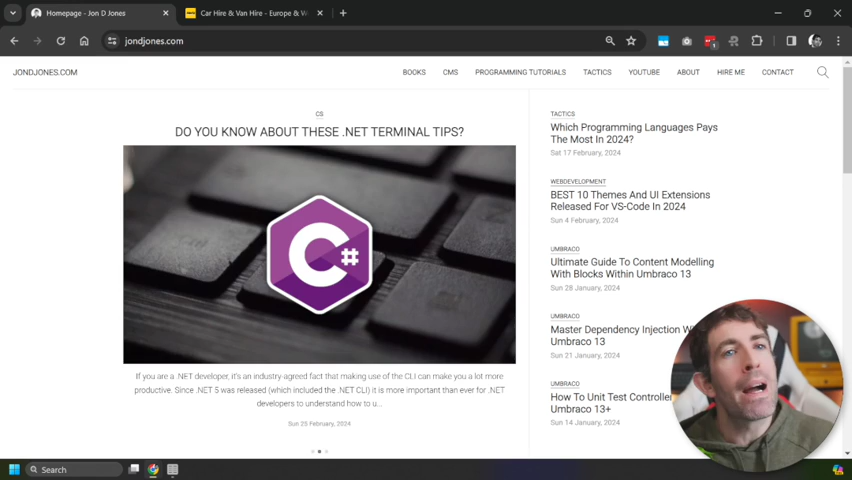 Homepage - Jon D Jones
Car Hire & Van Hire - Europe & W
jondjones.com
1
JONDJONES.COM
BOOKS
CMS
PROGRAMMING TUTORIALS
TACTICS
YOUTUBE
ABOUT
HIRE ME
CONTACT
CS
DO YOU KNOW ABOUT THESE .NET TERMINAL TIPS?
C#
If you are a .NET developer, it's an industry-agreed fact that making use of the CLI can make you a lot more
productive. Since .NET 5 was released (which included the .NET CLI) it is more important than ever for .NET
developers to understand how to u...
Sun 25 February, 2024
TACTICS
Which Programming Languages Pays
The Most In 2024?
Sat 17 February, 2024
WEBDEVELOPMENT
BEST 10 Themes And UI Extensions
Released For VS-Code In 2024
Sun 4 February, 2024
UMBRACO
Ultimate Guide To Content Modelling
With Blocks Within Umbraco 13
Sun 28 January, 2024
UMBRACO
Master Dependency Injection Wi
Umbraco 13
Sun 21 January, 2024
UMBRACO
How To Unit Test Controller
Umbraco 13+
Sun 14 January, 2024
Search